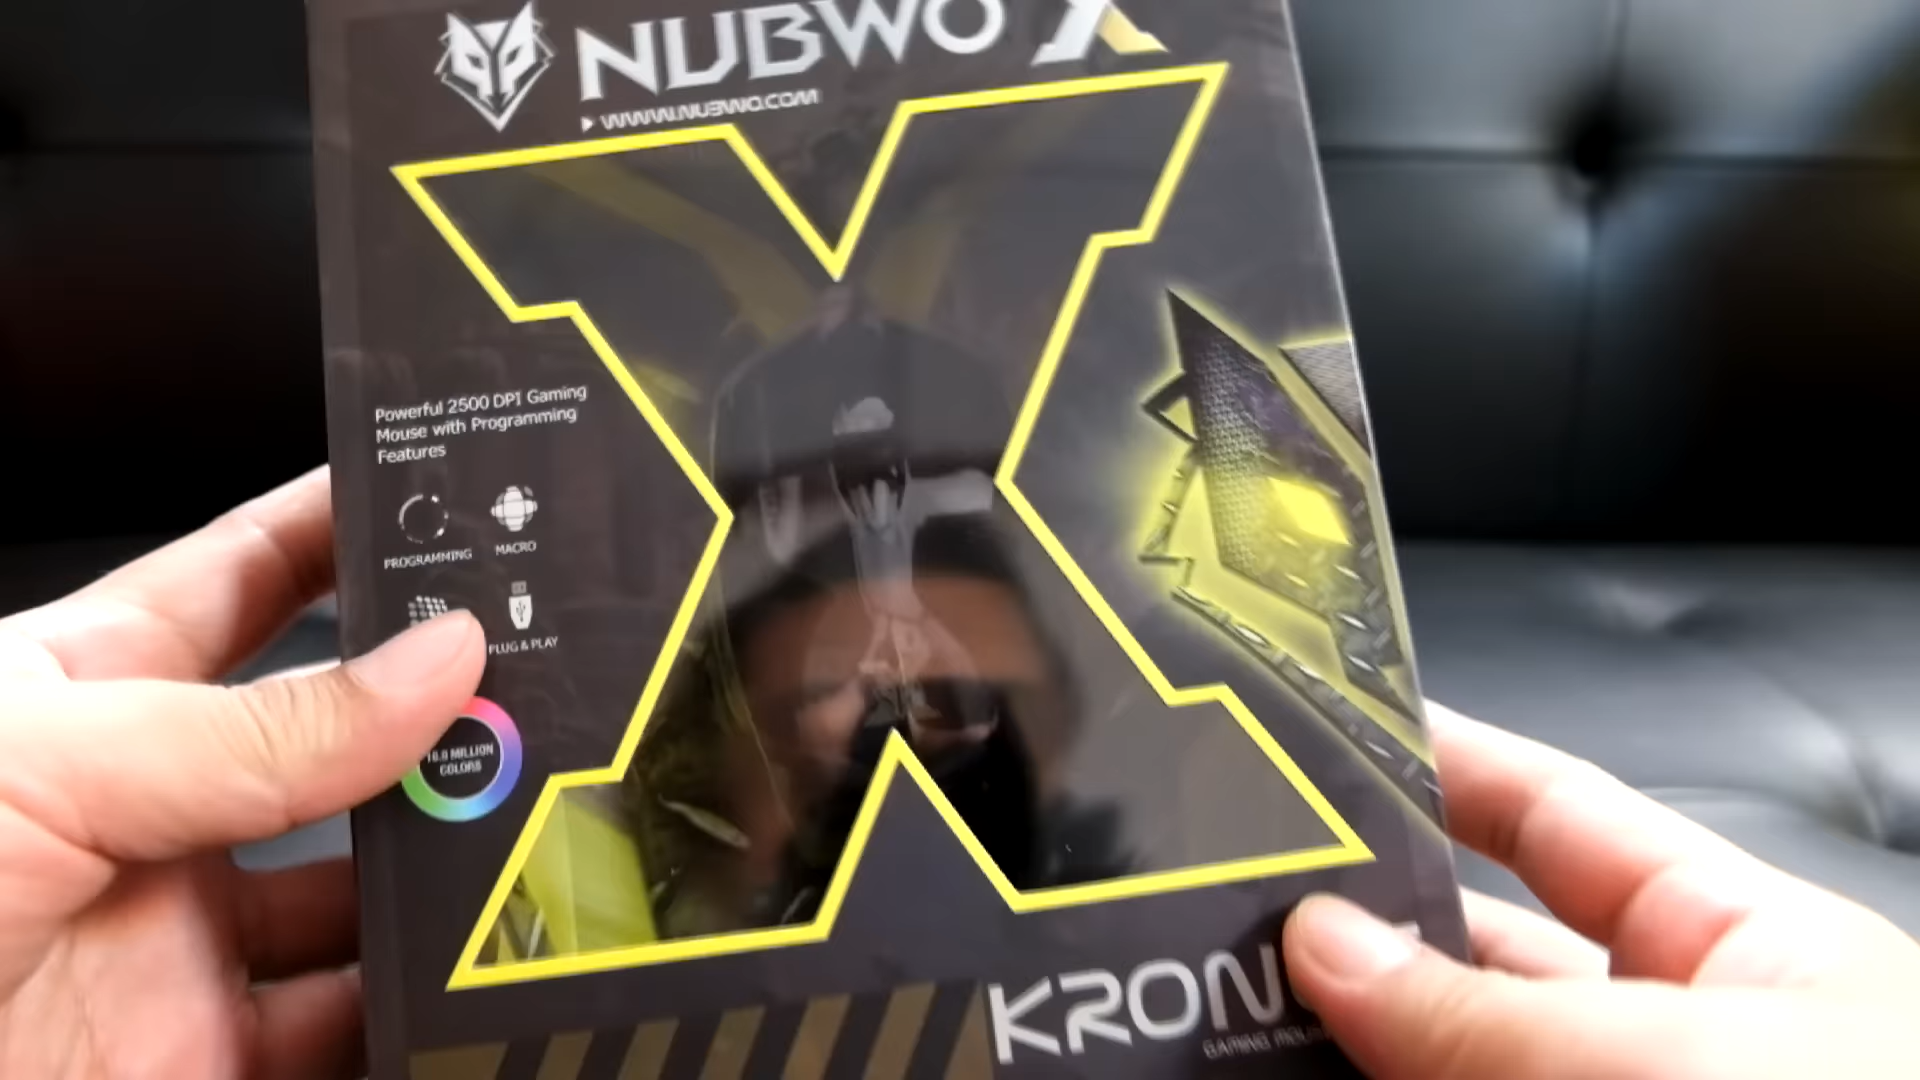 NUBWO X
WWW.NUBWO.COM
Powerful 2500 DPI Gaming
Mouse with Programming
Features
PROGRAMMING
MACRO
PLUG & PLAY
16.8 MILLION
COLORS
KRON
GAMING